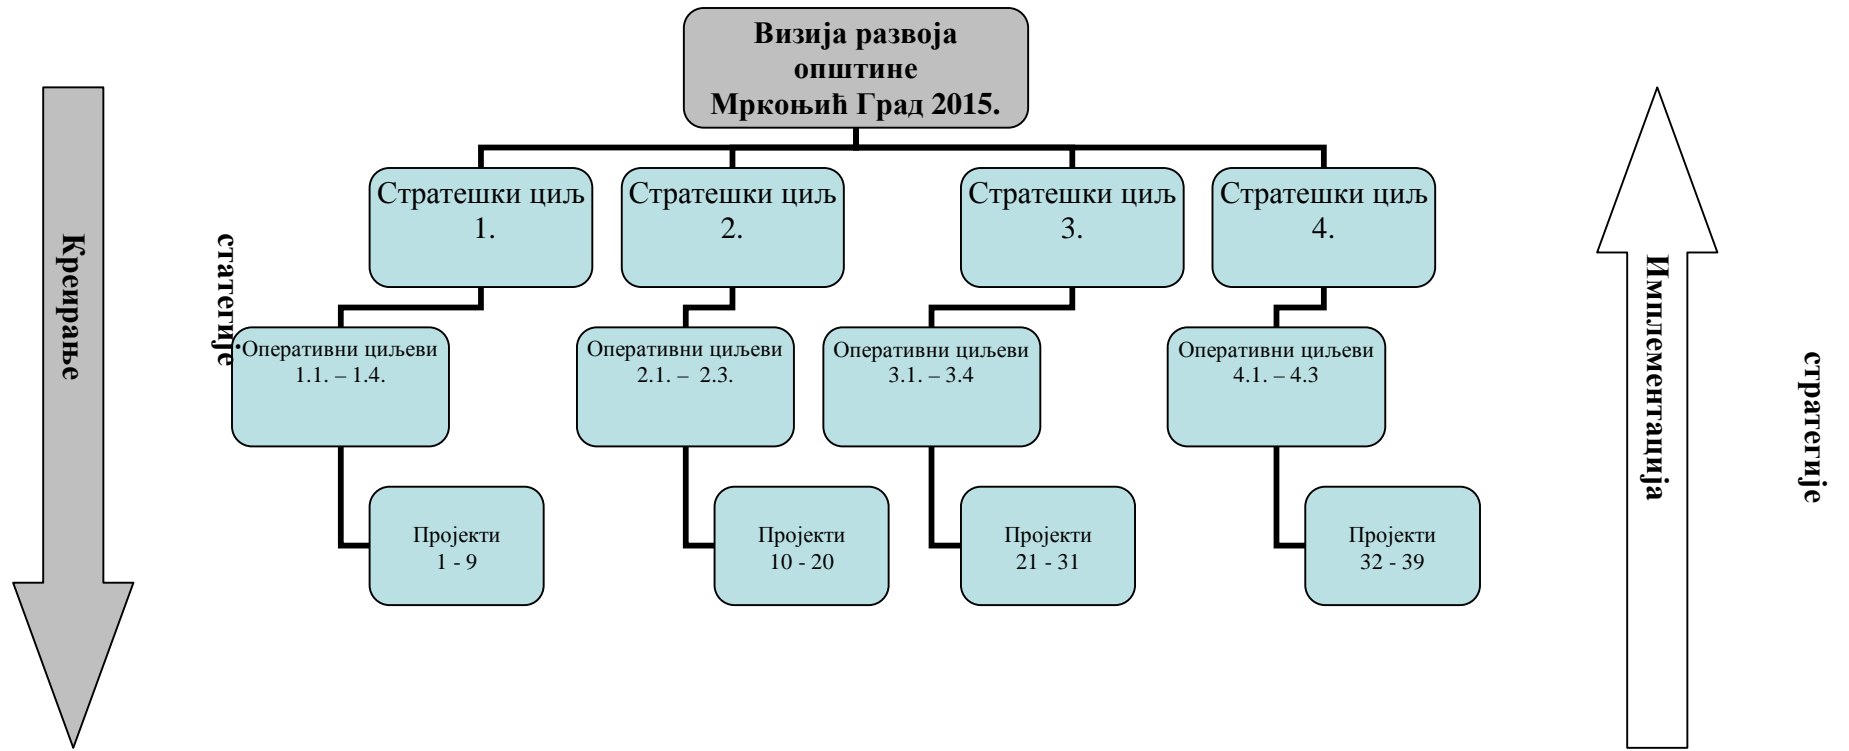 Визија развоја
општине
Мркоњић Град 2015.
Стратешки циљ
1.
Стратешки циљ
2.
Стратешки циљ
3.
Стратешки циљ
4.
Креирање
статегије
Имплементација
стратегије
Оперативни циљеви
1.1. – 1.4.
Оперативни циљеви
2.1. – 2.3.
Оперативни циљеви
3.1. – 3.4
Оперативни циљеви
4.1. – 4.3
Пројекти
1 - 9
Пројекти
10 - 20
Пројекти
21 - 31
Пројекти
32 - 39